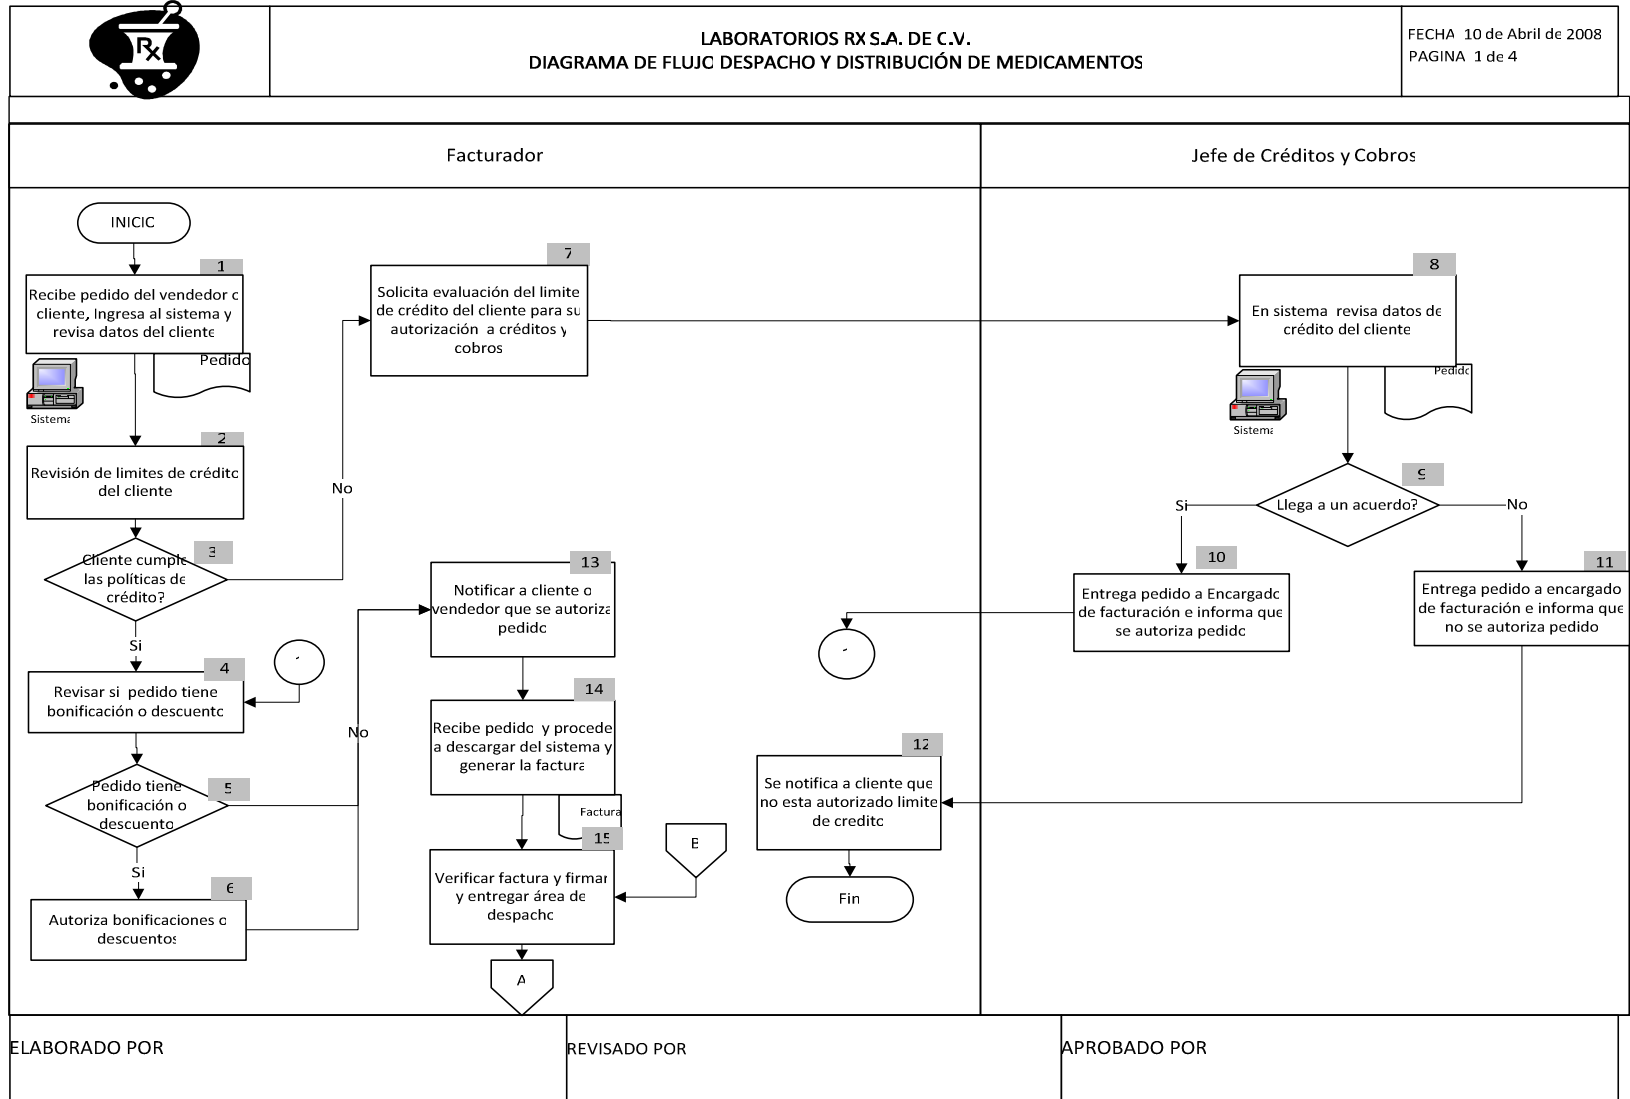 Rx
LABORATORIOS RX S.A. DE C.V.
DIAGRAMA DE FLUJO DESPACHO Y DISTRIBUCIÓN DE MEDICAMENTOS
FECHA 10 de Abril de 2008
PAGINA 1 de 4
Facturador
Jefe de Créditos y Cobros
INICIO
1
Recibe pedido del vendedor o
cliente, Ingresa al sistema y
revisa datos del cliente
Pedido
Sistema
2
Revisión de limites de crédito
del cliente
3
Cliente cumple
las políticas de
crédito?
No
Si
4
Revisar si pedido tiene
bonificación o descuento
5
Pedido tiene
bonificación o
descuento
No
Si
6
Autoriza bonificaciones o
descuentos
7
Solicita evaluación del limite
de crédito del cliente para su
autorización a créditos y
cobros
8
En sistema revisa datos de
crédito del cliente
Pedido
Sistema
9
Llega a un acuerdo?
Si
No
10
Entrega pedido a Encargado
de facturación e informa que
se autoriza pedido
11
Entrega pedido a encargado
de facturación e informa que
no se autoriza pedido
12
Se notifica a cliente que
no esta autorizado limite
de credito
Fin
13
Notificar a cliente o
vendedor que se autoriza
pedido
14
Recibe pedido y procede
a descargar del sistema y
generar la factura
Factura
15
Verificar factura y firmar
y entregar área de
despacho
B
A
ELABORADO POR
REVISADO POR
APROBADO POR